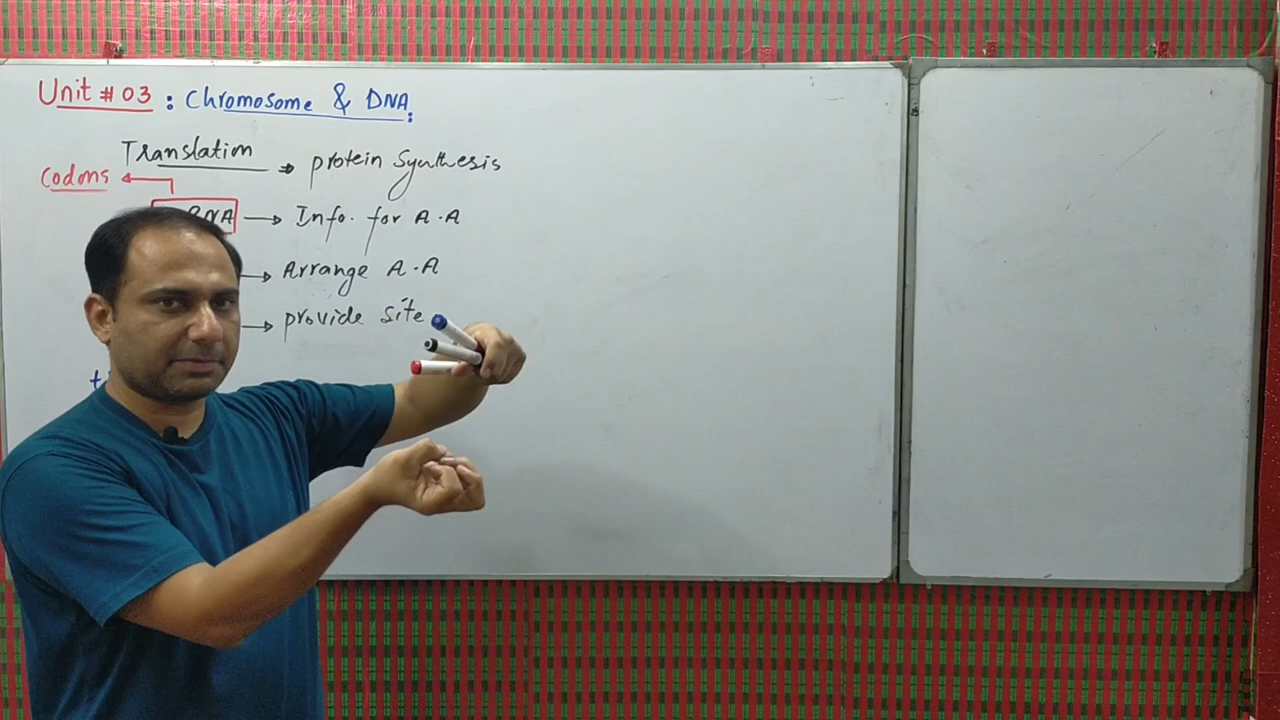 Unit # 03 : Chromosome & DNA :
Translation → protein synthesis
Codons
→ Info. for A.A
→ Arrange A.A
→ provide site